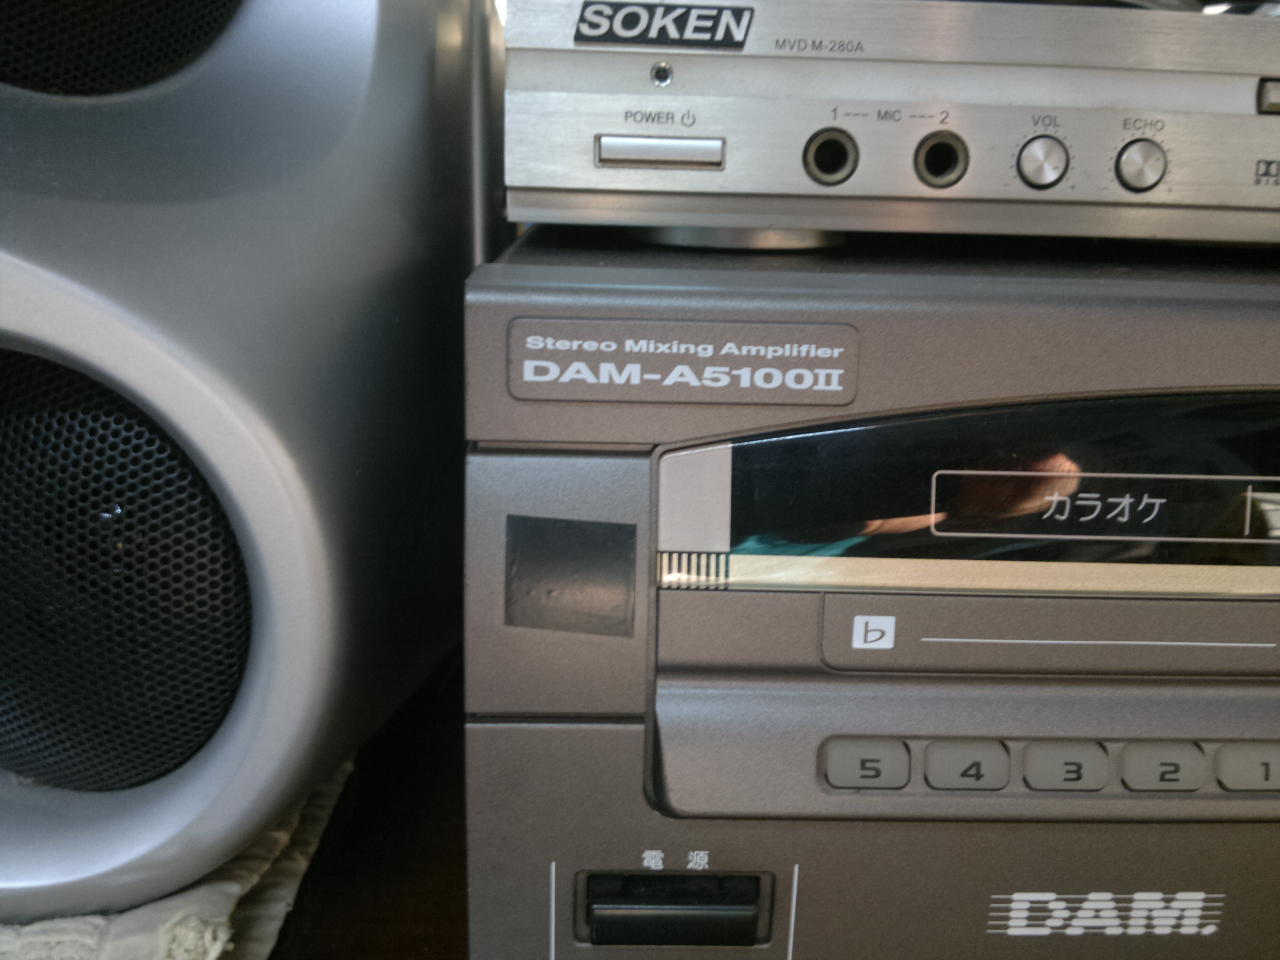 SOKEN MVD M-280A
POWER 1 --- MIC --- 2 VOL ECHO
Stereo Mixing Amplifier
DAM-A5100II
カラオケ
♭
5 4 3 2 1
電源
DAM